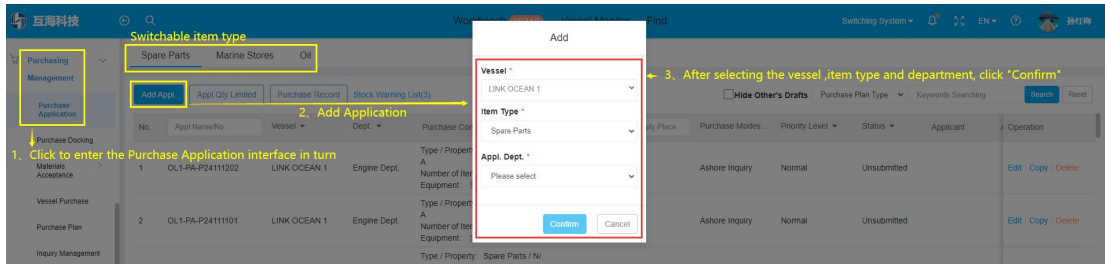 互海科技
Workbench
Vessel Monitor
Find
Switching System
EN
孙红梅
Switchable item type
Spare Parts
Marine Stores
Oil
Purchasing Management
Purchase Application
Purchase Docking
Materials Acceptance
Vessel Purchase
Purchase Plan
Inquiry Management
Add Appl.
Appl Qty Limited
Purchase Record
Stock Warning List(3)
Hide Other's Drafts
Purchase Plan Type
Keywords Searching
Search
Reset
2、Add Application
1、Click to enter the Purchase Application interface in turn
3、After selecting the vessel ,item type and department, click "Confirm"
No.
Appl Name/No.
Vessel
Dept.
Purchase Con
ply Place
Purchase Modes...
Priority Level
Status
Applicant
Operation
1
OL1-PA-P24111202
LINK OCEAN 1
Engine Dept.
Type / Propert
A
Number of Iter
Equipment :
Ashore Inquiry
Normal
Unsubmitted
Edit | Copy | Delete
2
OL1-PA-P24111101
LINK OCEAN 1
Engine Dept.
Type / Propert
A
Number of Iter
Equipment :
Ashore Inquiry
Normal
Unsubmitted
Edit | Copy | Delete
Type / Property : Spare Parts / N/
Add
Vessel *
LINK OCEAN 1
Item Type *
Spare Parts
Appl. Dept. *
Please select
Confirm
Cancel